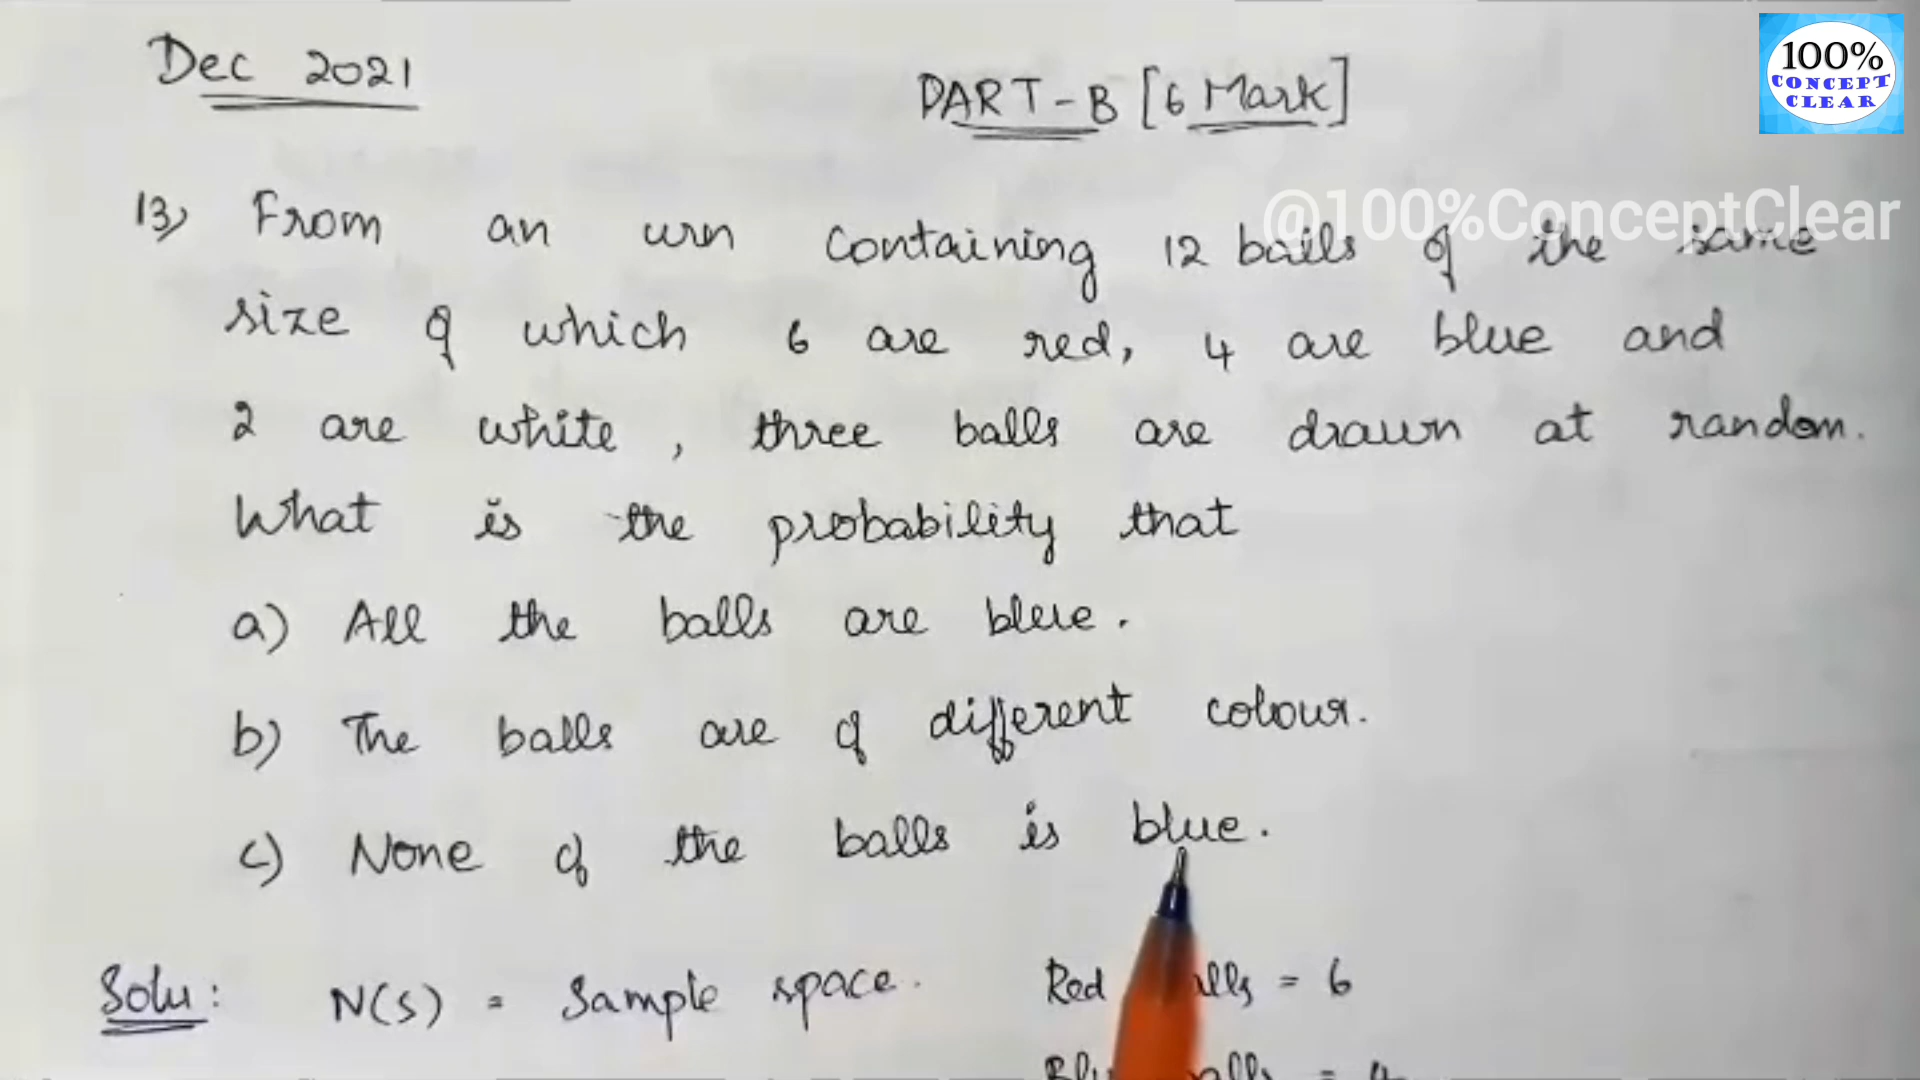 Dec 2021
PART-B [6 Mark]
100%
CONCEPT
CLEAR
@100%ConceptClear
13) From an urn containing 12 balls of the same
size of which 6 are red, 4 are blue and
2 are white, three balls are drawn at random.
What is the probability that
a) All the balls are blue.
b) The balls are of different colour.
c) None of the balls is blue.
Solu: N(S) = Sample space. Red balls = 6